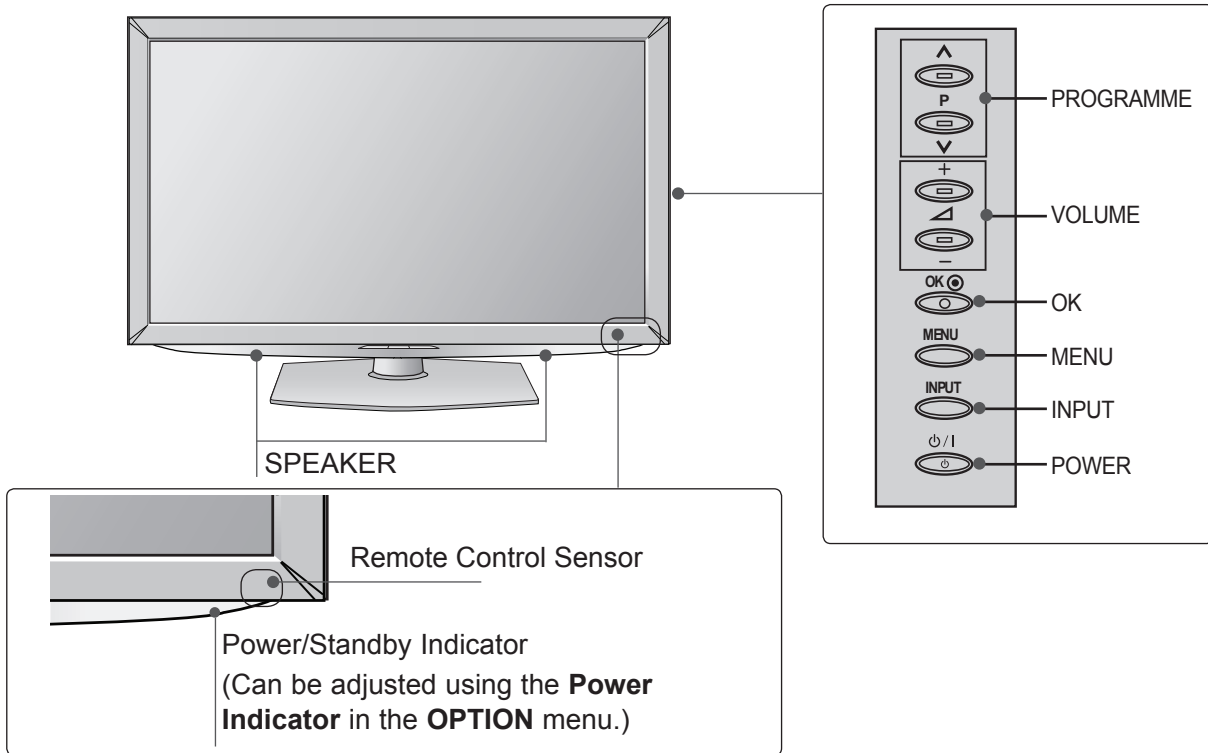 SPEAKER
Remote Control Sensor
Power/Standby Indicator
(Can be adjusted using the Power
Indicator in the OPTION menu.)
P
+
−
OK
MENU
INPUT
/ I
PROGRAMME
VOLUME
OK
MENU
INPUT
POWER